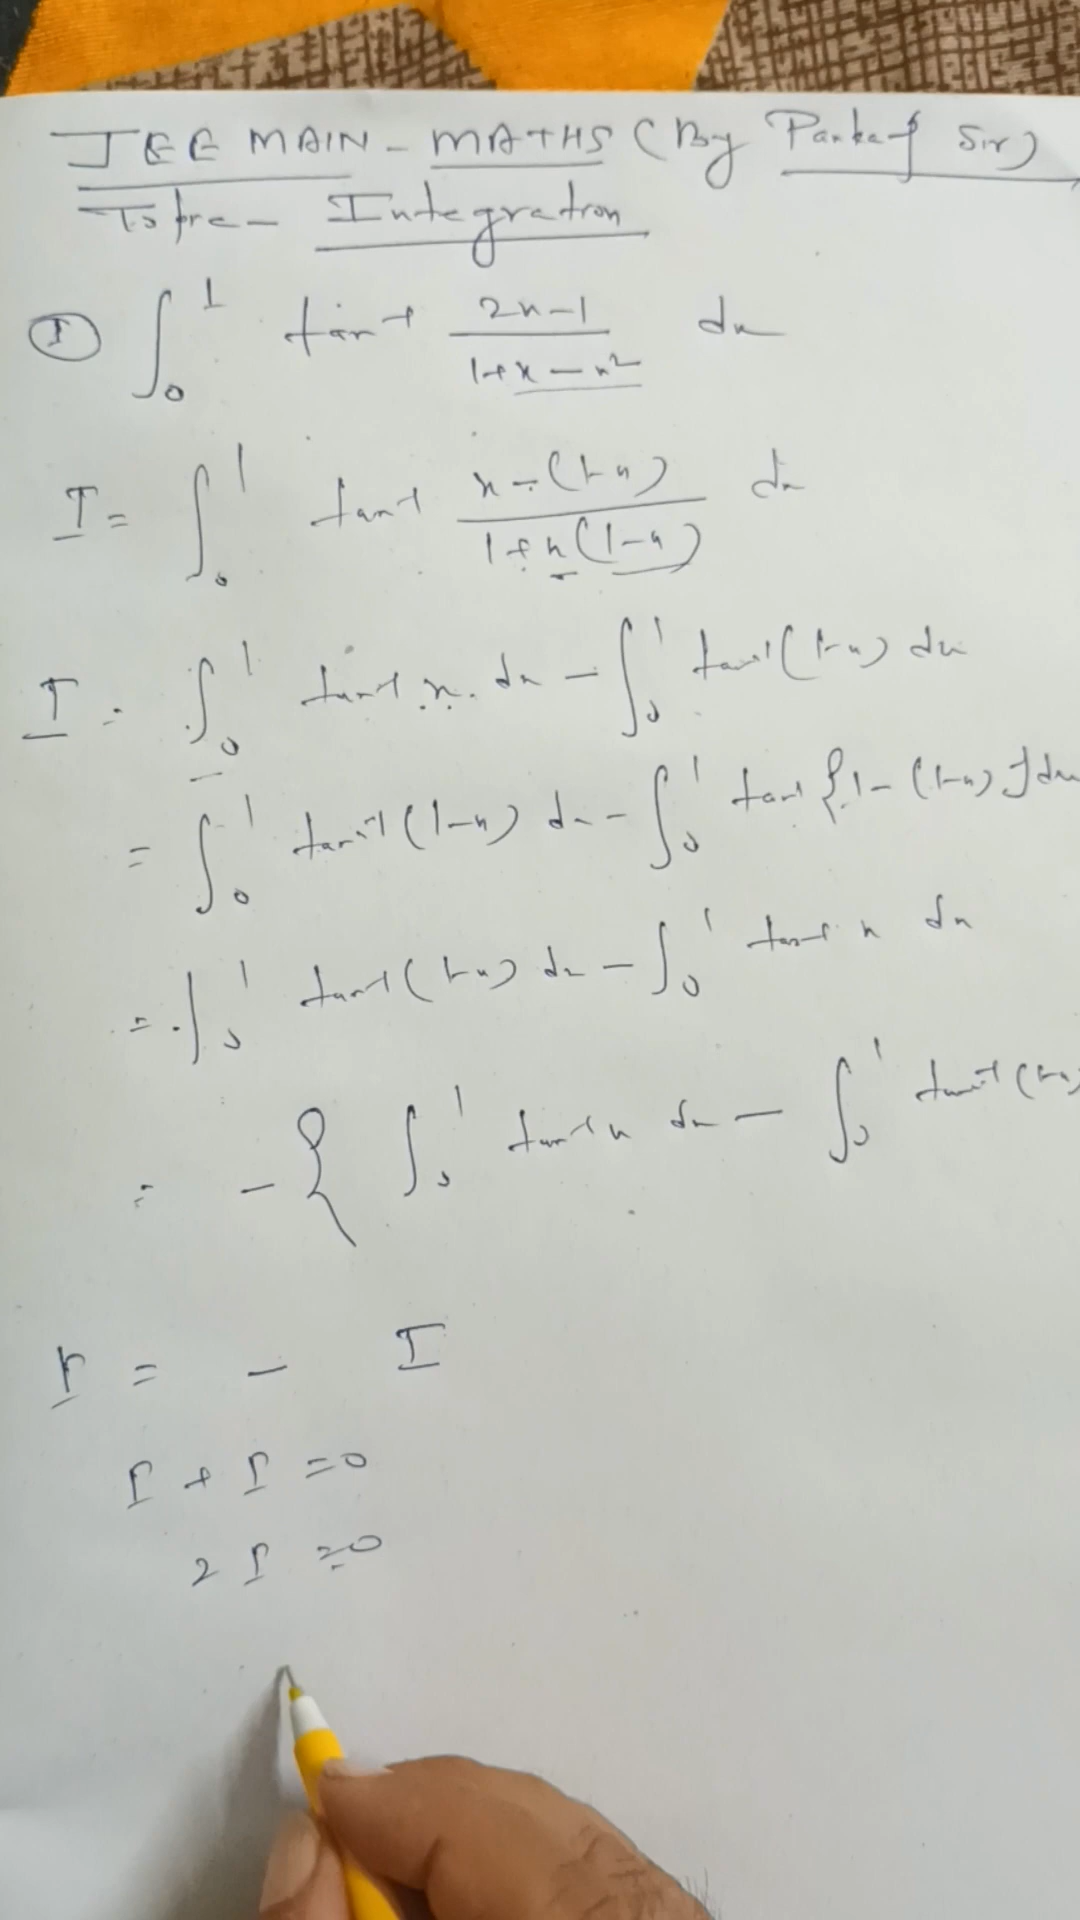 JEE MAIN - MATHS (By Pankaj Sir)
Topic - Integration
① ∫₀¹ tan⁻¹ (2x-1)/(1+x-x²) dx
I = ∫₀¹ tan⁻¹ (x-(1-x))/(1+x(1-x)) dx
I = ∫₀¹ tan⁻¹ x. dx - ∫₀¹ tan⁻¹(1-x) dx
= ∫₀¹ tan⁻¹(1-x) dx - ∫₀¹ tan⁻¹{1-(1-x)}dx
= ∫₀¹ tan⁻¹(1-x) dx - ∫₀¹ tan⁻¹ x dx
= -{ ∫₀¹ tan⁻¹x dx - ∫₀¹ tan⁻¹(1-x)
I = - I
I + I = 0
2 I = 0